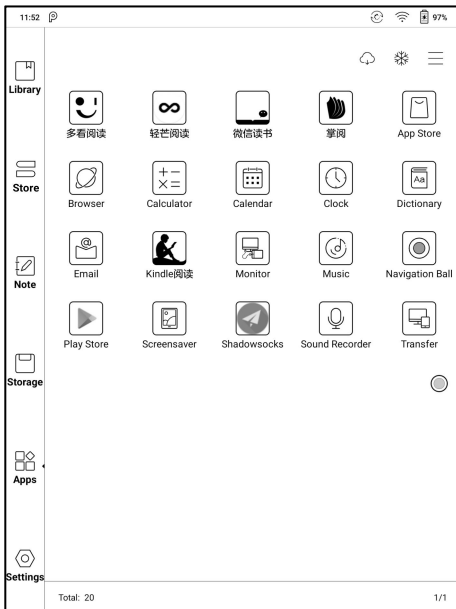 11:52
97%
Library
多看阅读
轻芒阅读
微信读书
掌阅
App Store
Store
Browser
Calculator
Calendar
Clock
Dictionary
Aa
@
Note
Email
Kindle阅读
Monitor
Music
Navigation Ball
Play Store
Screensaver
Shadowsocks
Sound Recorder
Transfer
Storage
Apps
Settings
Total: 20
1/1